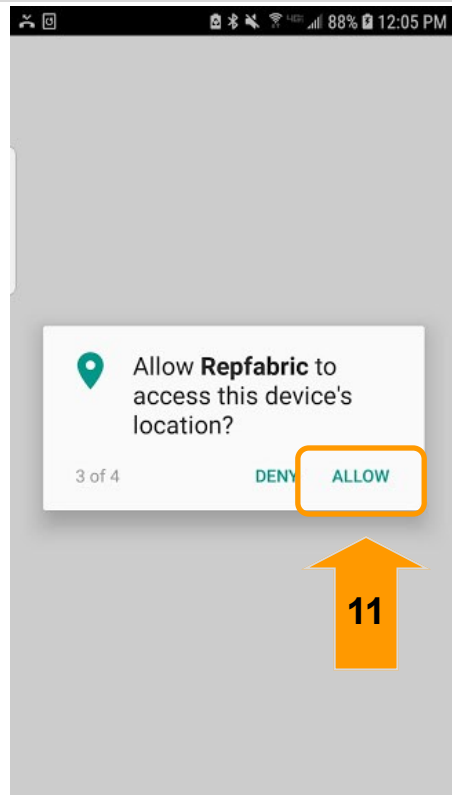 88% 12:05 PM
Allow Repfabric to
access this device's
location?
3 of 4 DENY ALLOW
11